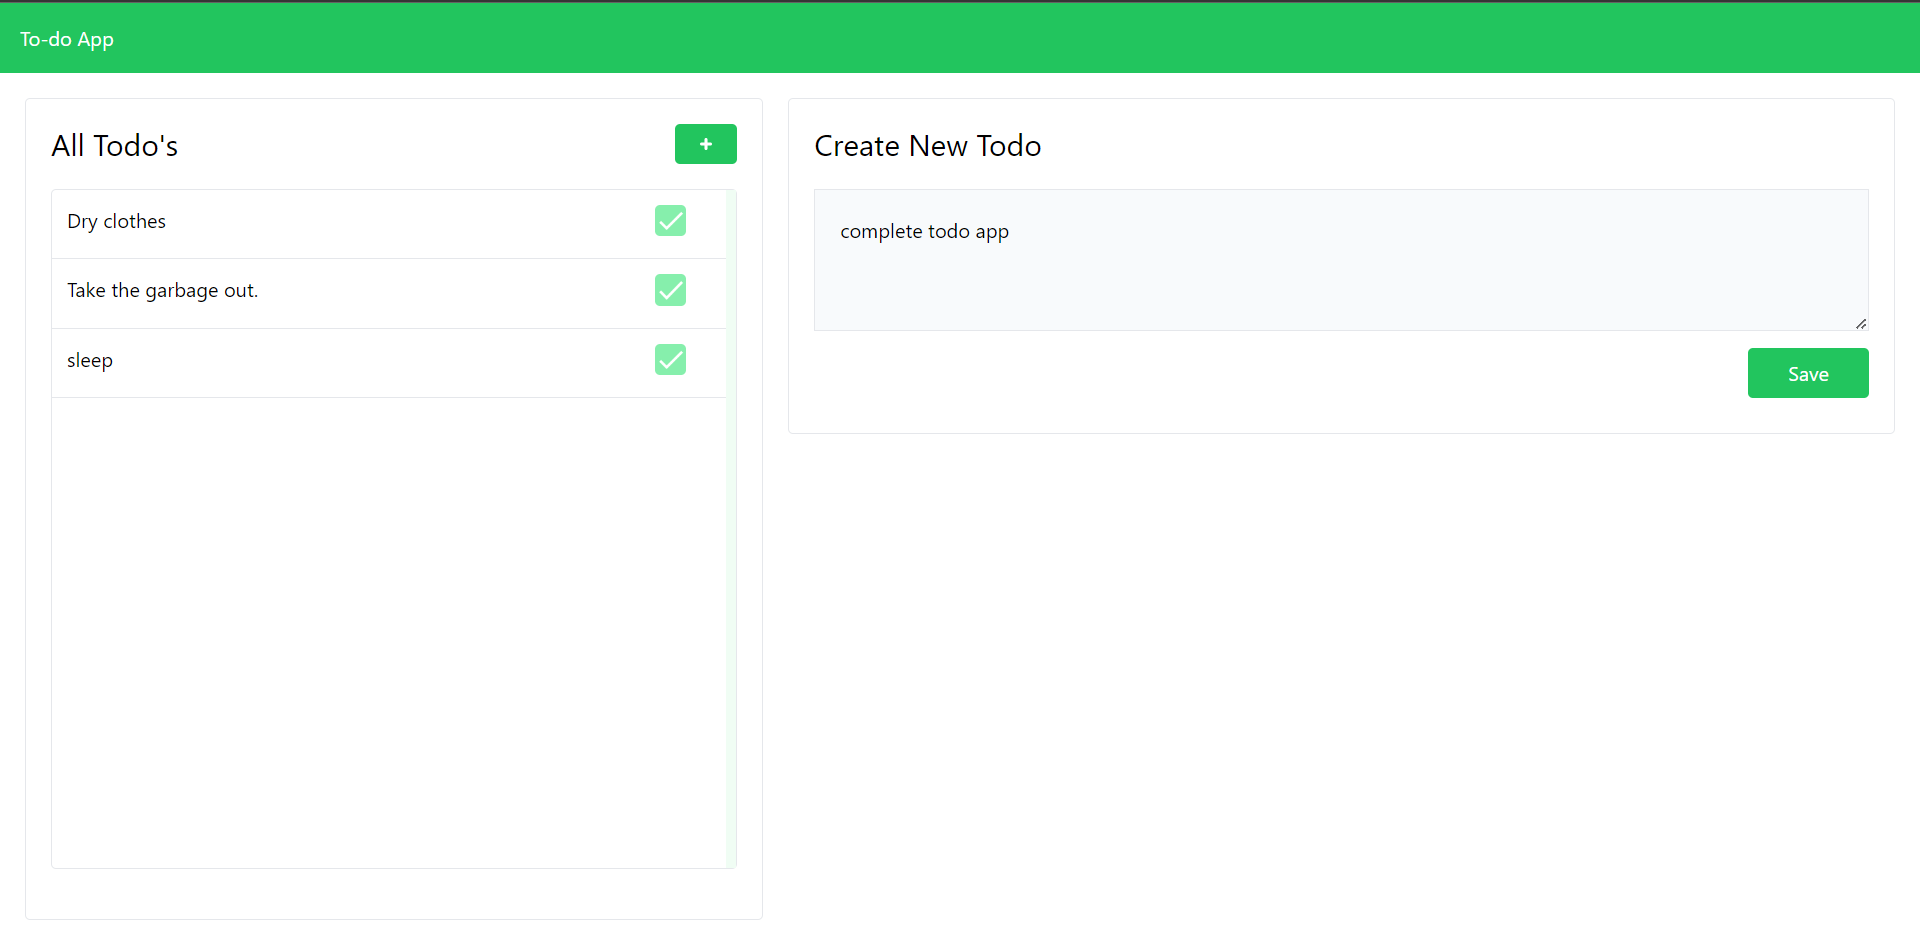 To-do App
All Todo's
+
Dry clothes
Take the garbage out.
sleep
Create New Todo
complete todo app
Save